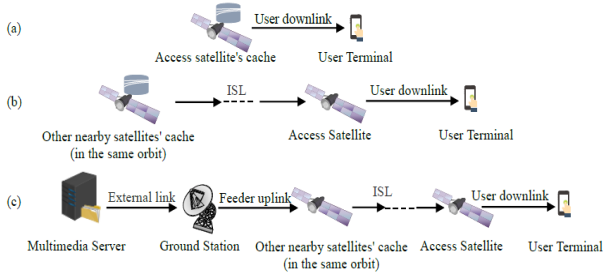 (a)
User downlink
Access satellite's cache
User Terminal
(b)
ISL
User downlink
Other nearby satellites' cache
(in the same orbit)
Access Satellite
User Terminal
(c)
External link
Feeder uplink
ISL
User downlink
Multimedia Server
Ground Station
Other nearby satellites' cache
(in the same orbit)
Access Satellite
User Terminal